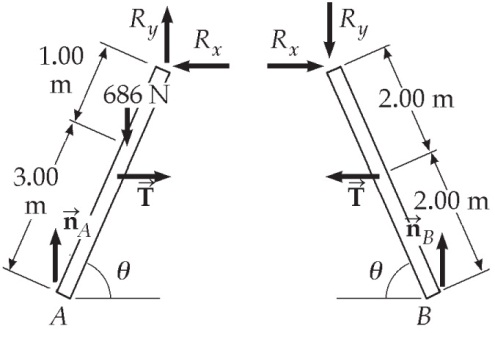 R_y
R_x
1.00
m
686 N
3.00
m
T
n_A
θ
A
R_y
R_x
2.00 m
T
2.00 m
n_B
θ
B